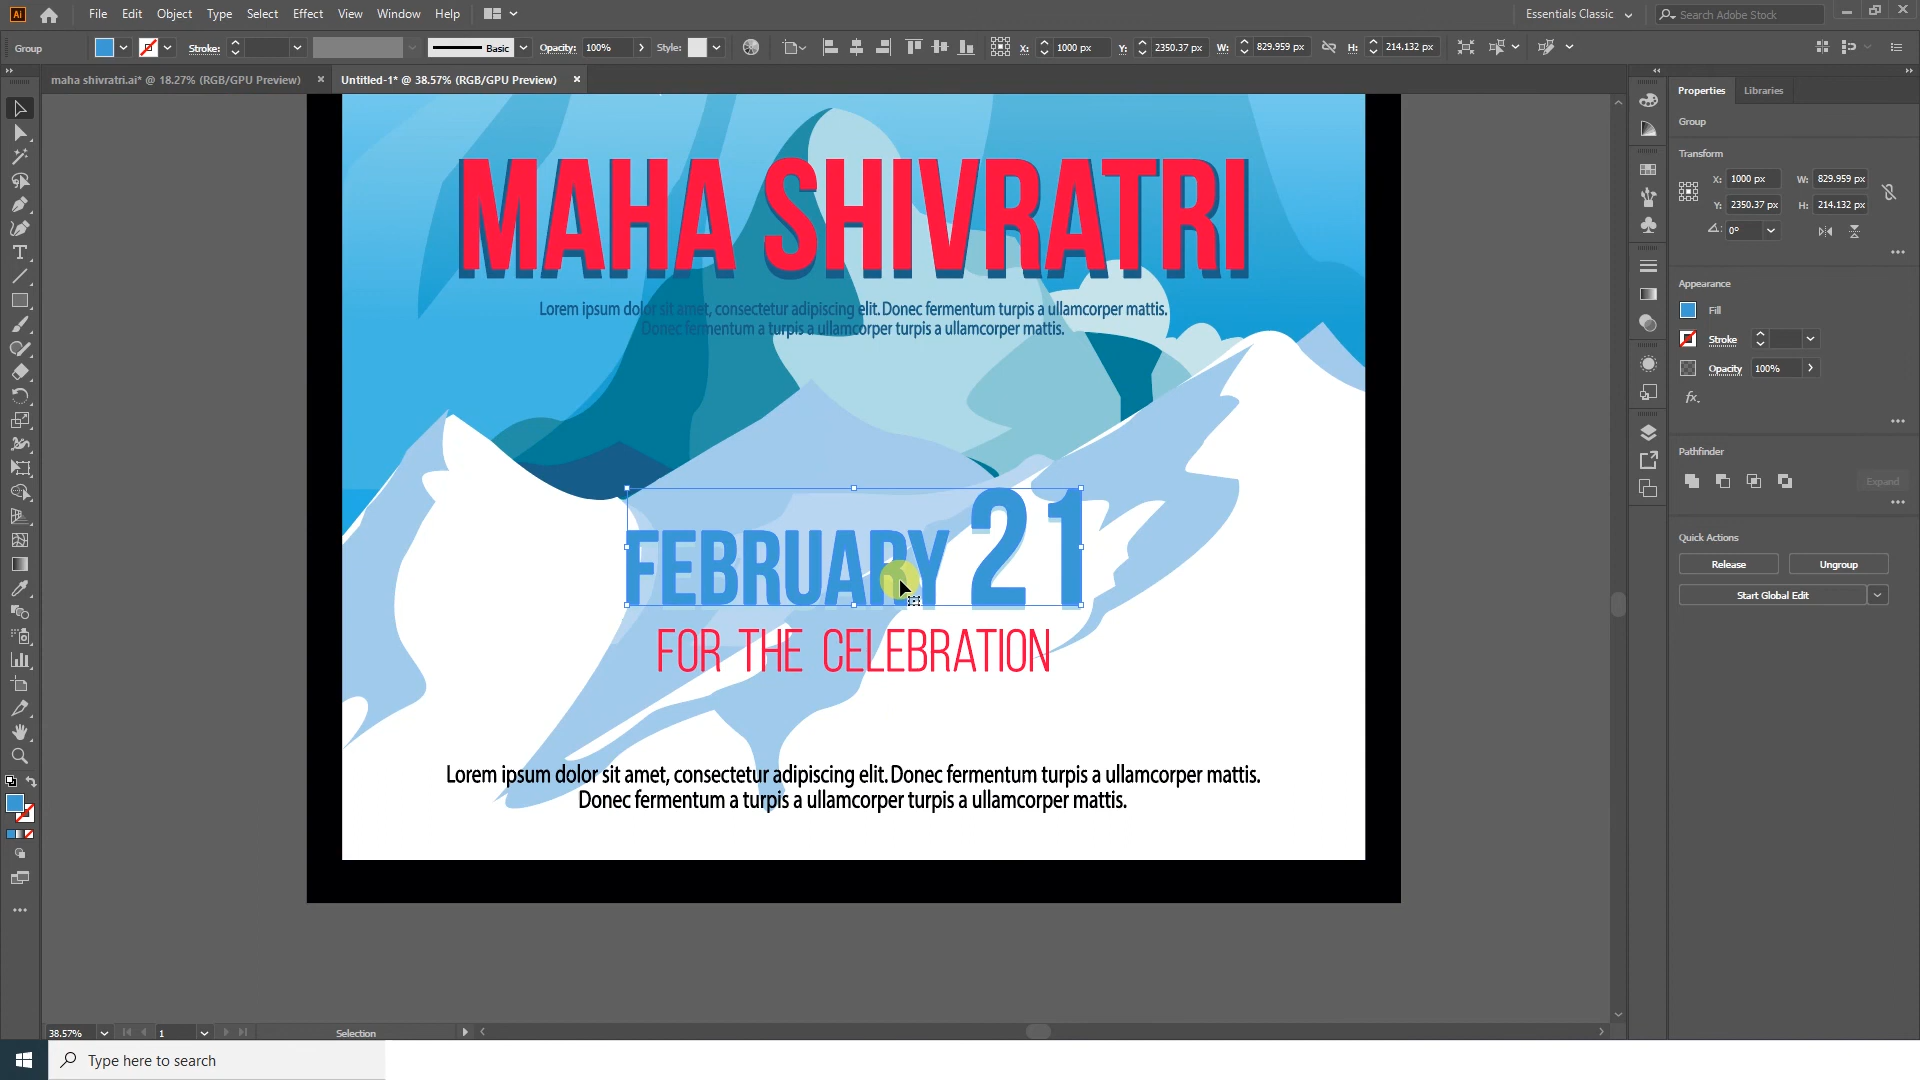 Ai File Edit Object Type Select Effect View Window Help Essentials Classic Search Adobe Stock
Group Stroke: Basic Opacity: 100% Style: X: 1000 px Y: 2350.37 px W: 829.959 px H: 214.132 px
maha shivratri.ai* @ 18.27% (RGB/GPU Preview) × Untitled-1* @ 38.57% (RGB/GPU Preview) ×
Properties Libraries
Group
Transform
X: 1000 px W: 829.959 px
Y: 2350.37 px H: 214.132 px
0°
Appearance
Fill
Stroke
Opacity 100%
fx.
Pathfinder
Expand
Quick Actions
Release Ungroup
Start Global Edit
MAHA SHIVRATRI
Lorem ipsum dolor sit amet, consectetur adipiscing elit. Donec fermentum turpis a ullamcorper mattis.
Donec fermentum a turpis a ullamcorper turpis a ullamcorper mattis.
FEBRUARY 21
FOR THE CELEBRATION
Lorem ipsum dolor sit amet, consectetur adipiscing elit. Donec fermentum turpis a ullamcorper mattis.
Donec fermentum a turpis a ullamcorper turpis a ullamcorper mattis.
38.57% 1 Selection
Type here to search